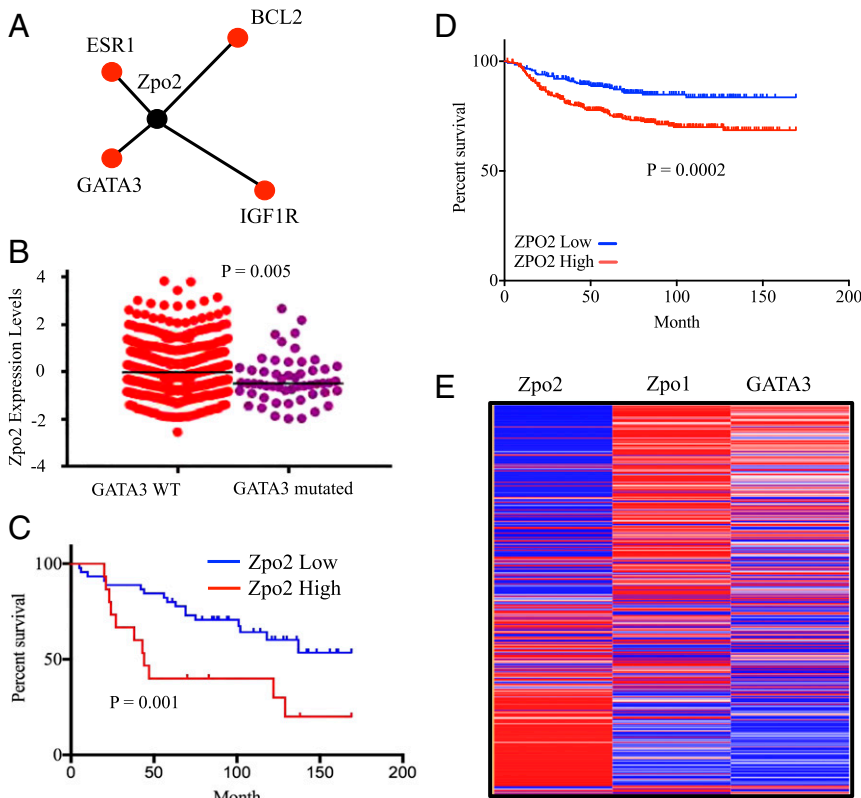 A
BCL2
ESR1
Zpo2
GATA3
IGF1R
B
P = 0.005
Zpo2 Expression Levels
4
2
0
-2
-4
GATA3 WT
GATA3 mutated
C
Zpo2 Low
Zpo2 High
Percent survival
100
50
0
P = 0.001
0
50
100
150
200
Month
D
Percent survival
100
50
0
P = 0.0002
ZPO2 Low
ZPO2 High
0
50
100
150
200
Month
E
Zpo2
Zpo1
GATA3